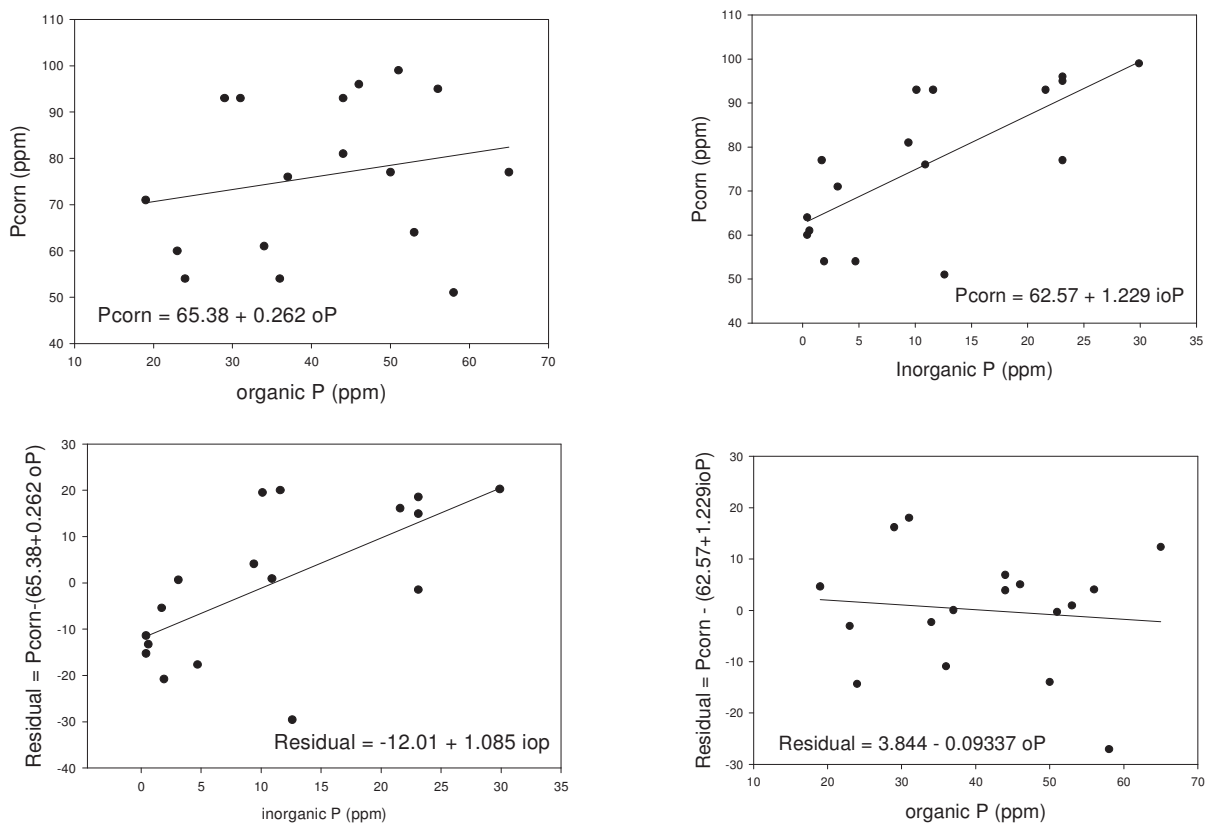 110
100
90
80
70
60
50
40
Pcorn (ppm)
Pcorn = 65.38 + 0.262 oP
10 20 30 40 50 60 70
organic P (ppm)
110
100
90
80
70
60
50
40
Pcorn (ppm)
Pcorn = 62.57 + 1.229 ioP
0 5 10 15 20 25 30 35
Inorganic P (ppm)
30
20
10
0
-10
-20
-30
-40
Residual = Pcorn-(65.38+0.262 oP)
Residual = -12.01 + 1.085 iop
0 5 10 15 20 25 30 35
inorganic P (ppm)
30
20
10
0
-10
-20
-30
Residual = Pcorn - (62.57+1.229ioP)
Residual = 3.844 - 0.09337 oP
10 20 30 40 50 60 70
organic P (ppm)